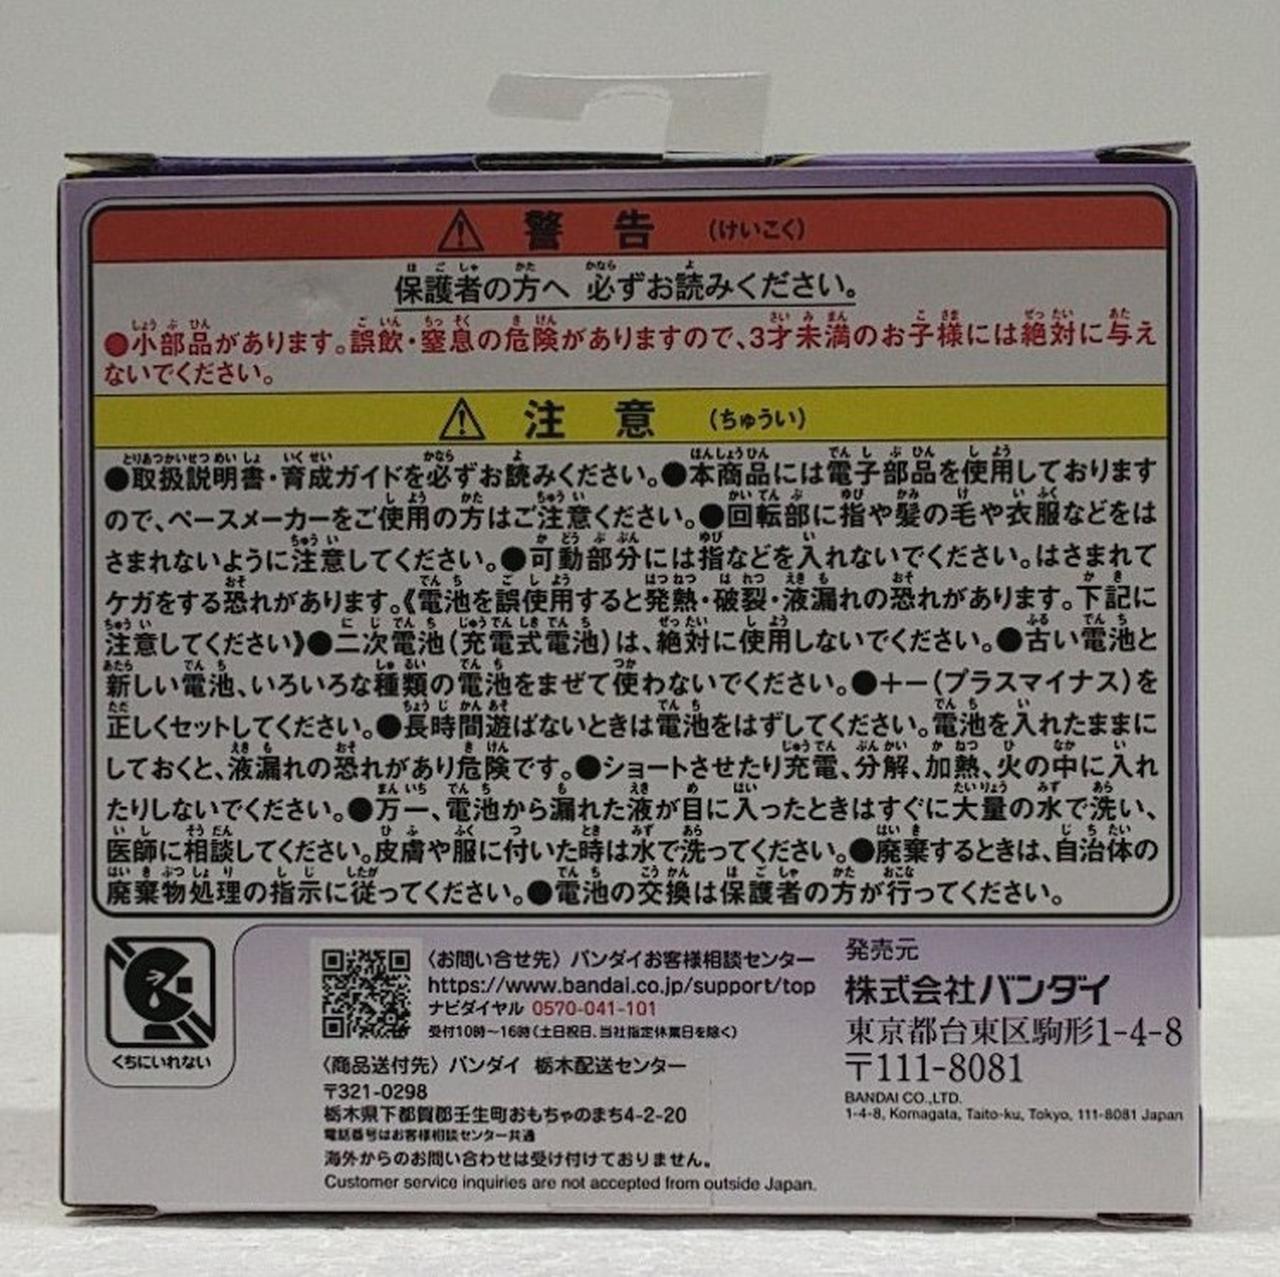 警告 (けいこく)
保護者の方へ 必ずお読みください。
●小部品があります。誤飲・窒息の危険がありますので、3才未満のお子様には絶対に与え
ないでください。
注意 (ちゅうい)
●取扱説明書・育成ガイドを必ずお読みください。●本商品には電子部品を使用しております
ので、ペースメーカーをご使用の方はご注意ください。●回転部に指や髪の毛や衣服などをは
さまれないように注意してください。●可動部分には指などを入れないでください。はさまれて
ケガをする恐れがあります。《電池を誤使用すると発熱・破裂・液漏れの恐れがあります。下記に
注意してください》●二次電池(充電式電池)は、絶対に使用しないでください。●古い電池と
新しい電池、いろいろな種類の電池をまぜて使わないでください。●+-(プラスマイナス)を
正しくセットしてください。●長時間遊ばないときは電池をはずしてください。電池を入れたままに
しておくと、液漏れの恐れがあり危険です。●ショートさせたり充電、分解、加熱、火の中に入れ
たりしないでください。●万一、電池から漏れた液が目に入ったときはすぐに大量の水で洗い、
医師に相談してください。皮膚や服に付いた時は水で洗ってください。●廃棄するときは、自治体の
廃棄物処理の指示に従ってください。●電池の交換は保護者の方が行ってください。
くちにいれない
〈お問い合せ先〉バンダイお客様相談センター
https://www.bandai.co.jp/support/top
ナビダイヤル 0570-041-101
受付10時～16時(土日祝日、当社指定休業日を除く)
〈商品送付先〉バンダイ 栃木配送センター
〒321-0298
栃木県下都賀郡壬生町おもちゃのまち4-2-20
電話番号はお客様相談センター共通
海外からのお問い合わせは受け付けておりません。
Customer service inquiries are not accepted from outside Japan.
発売元
株式会社バンダイ
東京都台東区駒形1-4-8
〒111-8081
BANDAI CO.,LTD.
1-4-8, Komagata, Taito-ku, Tokyo, 111-8081 Japan